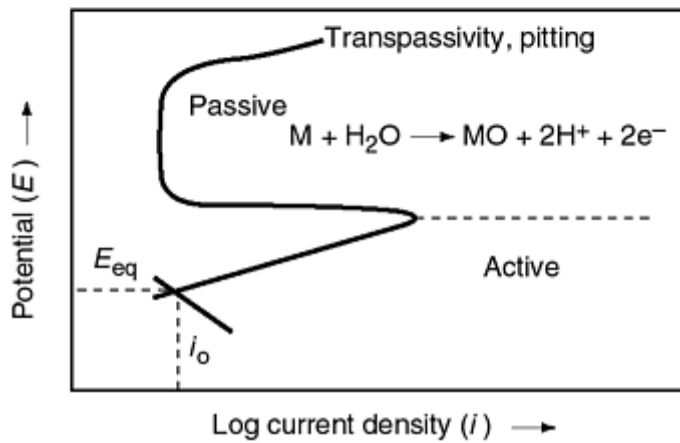 Transpassivity, pitting
Passive
M + H₂O ⟶ MO + 2H⁺ + 2e⁻
E_eq
Active
i_o
Potential (E) ⟶
Log current density (i) ⟶